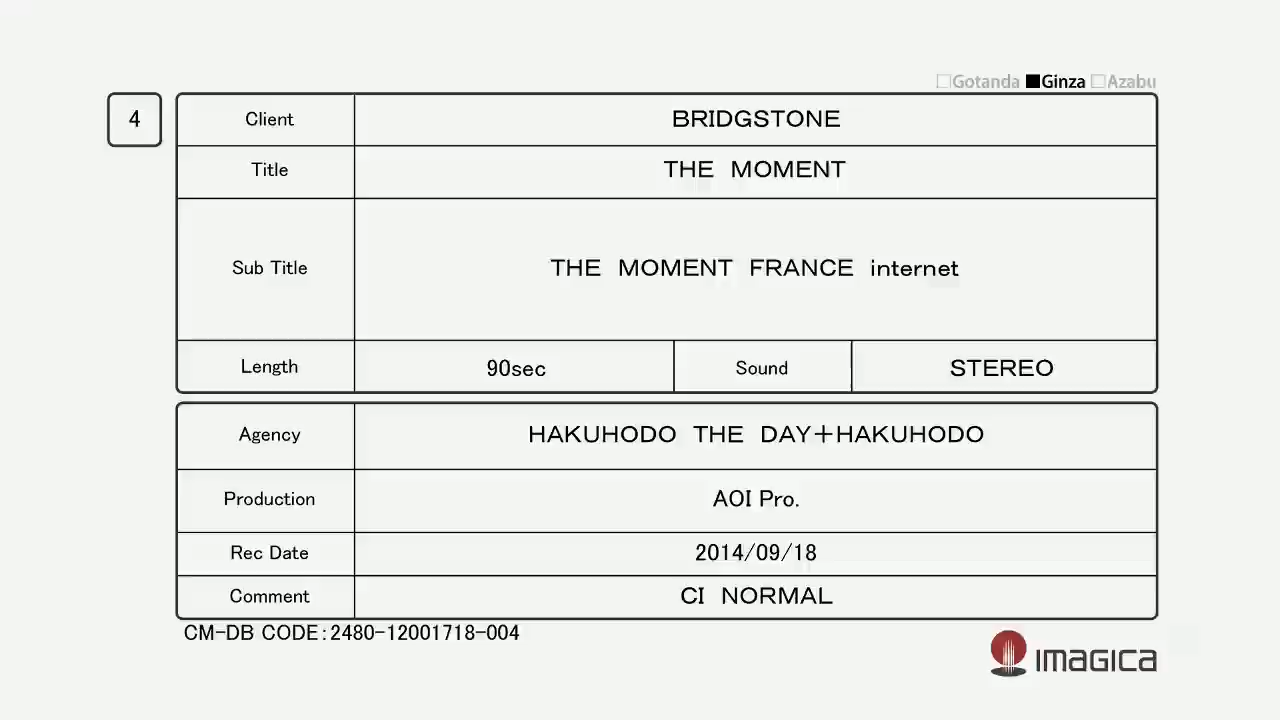 □Gotanda ■Ginza □Azabu
4
Client BRIDGSTONE
Title THE MOMENT
Sub Title THE MOMENT FRANCE internet
Length 90sec Sound STEREO
Agency HAKUHODO THE DAY+HAKUHODO
Production AOI Pro.
Rec Date 2014/09/18
Comment CI NORMAL
CM-DB CODE:2480-12001718-004
IMAGICA